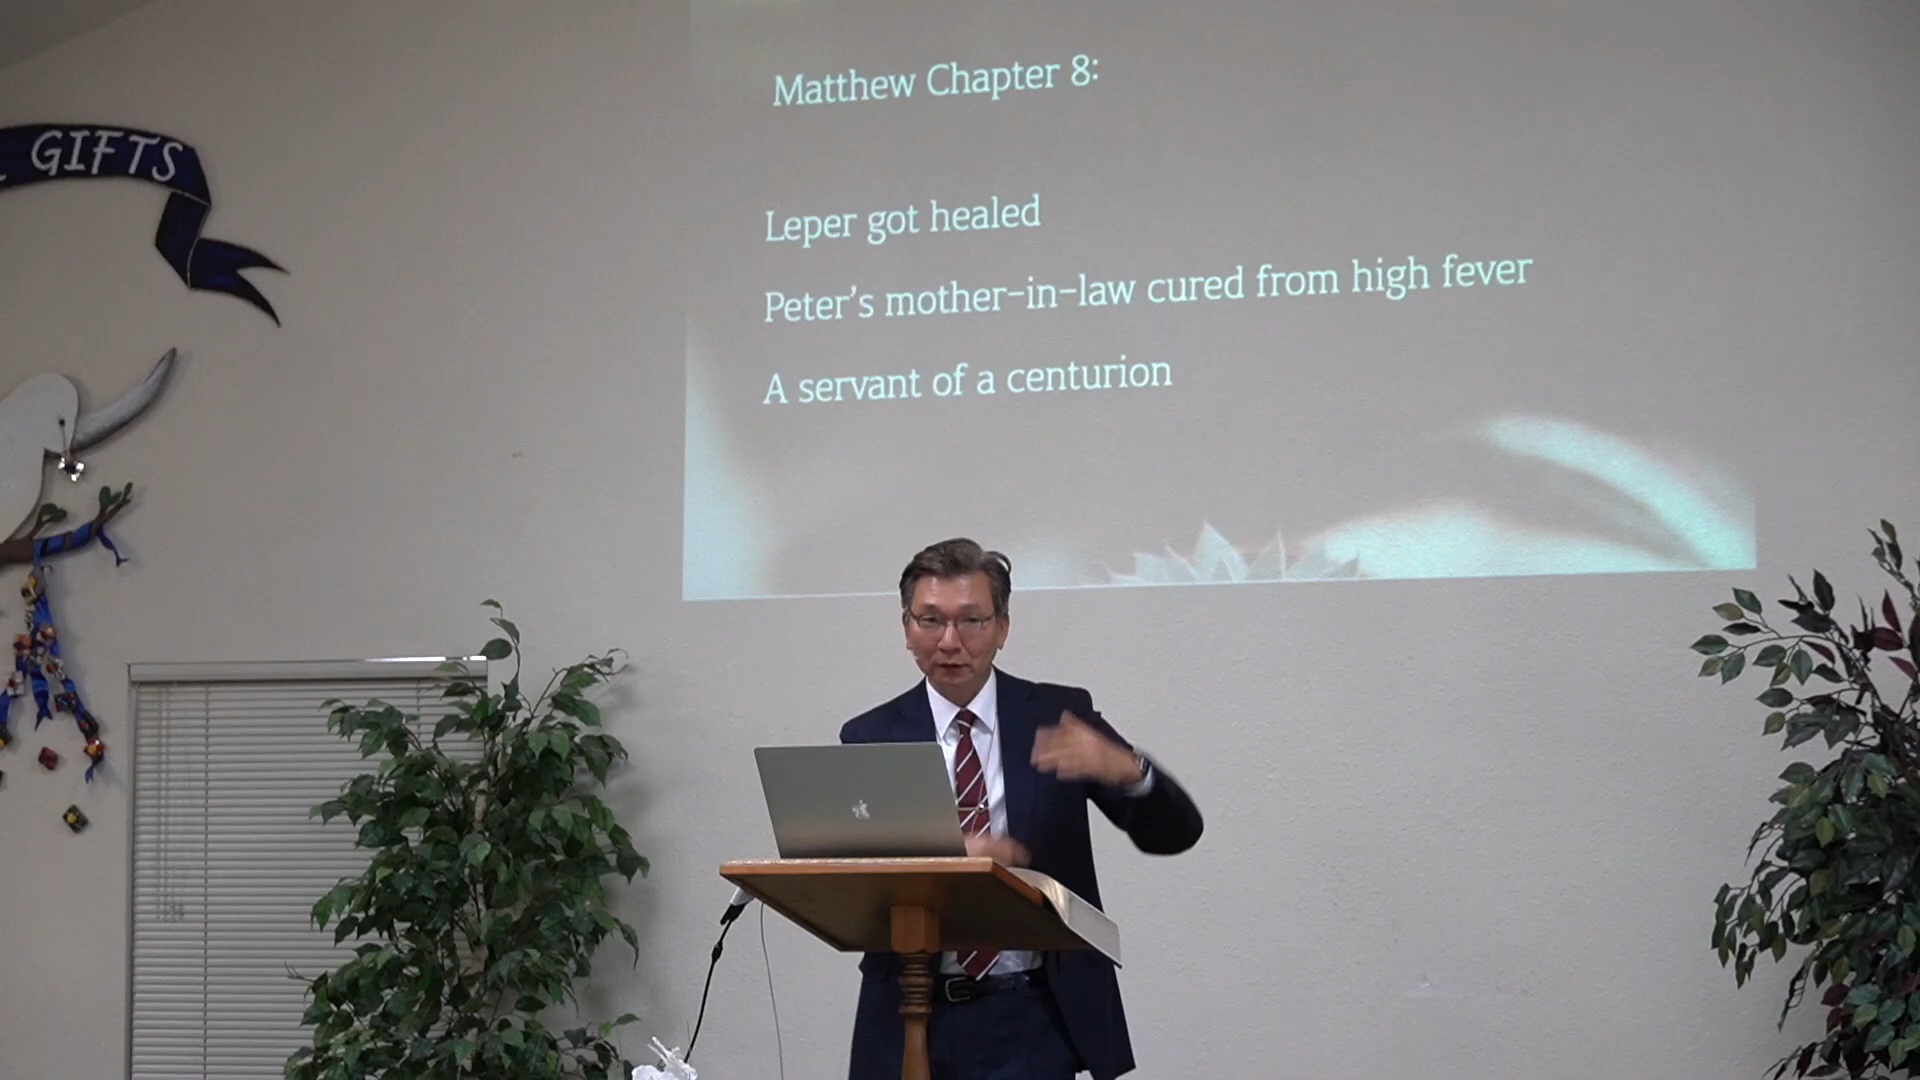 GIFTS
Matthew Chapter 8:
Leper got healed
Peter's mother-in-law cured from high fever
A servant of a centurion